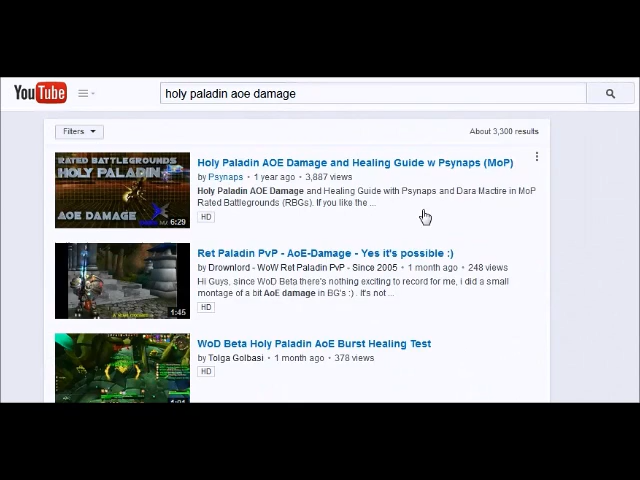 YouTube
holy paladin aoe damage
Filters
About 3,300 results
RATED BATTLEGROUNDS
HOLY PALADIN
AOE DAMAGE
6:29
Holy Paladin AOE Damage and Healing Guide w Psynaps (MoP)
by Psynaps • 1 year ago • 3,887 views
Holy Paladin AOE Damage and Healing Guide with Psynaps and Dara Mactire in MoP
Rated Battlegrounds (RBGs). If you like the ...
HD
1:45
Ret Paladin PvP - AoE-Damage - Yes it's possible :)
by Drownlord - WoW Ret Paladin PvP - Since 2005 • 1 month ago • 248 views
Hi Guys, since WoD Beta there's nothing exciting to record for me, i did a small
montage of a bit AoE damage in BG's :) . It's not ...
HD
WoD Beta Holy Paladin AoE Burst Healing Test
by Tolga Golbasi • 1 month ago • 378 views
HD